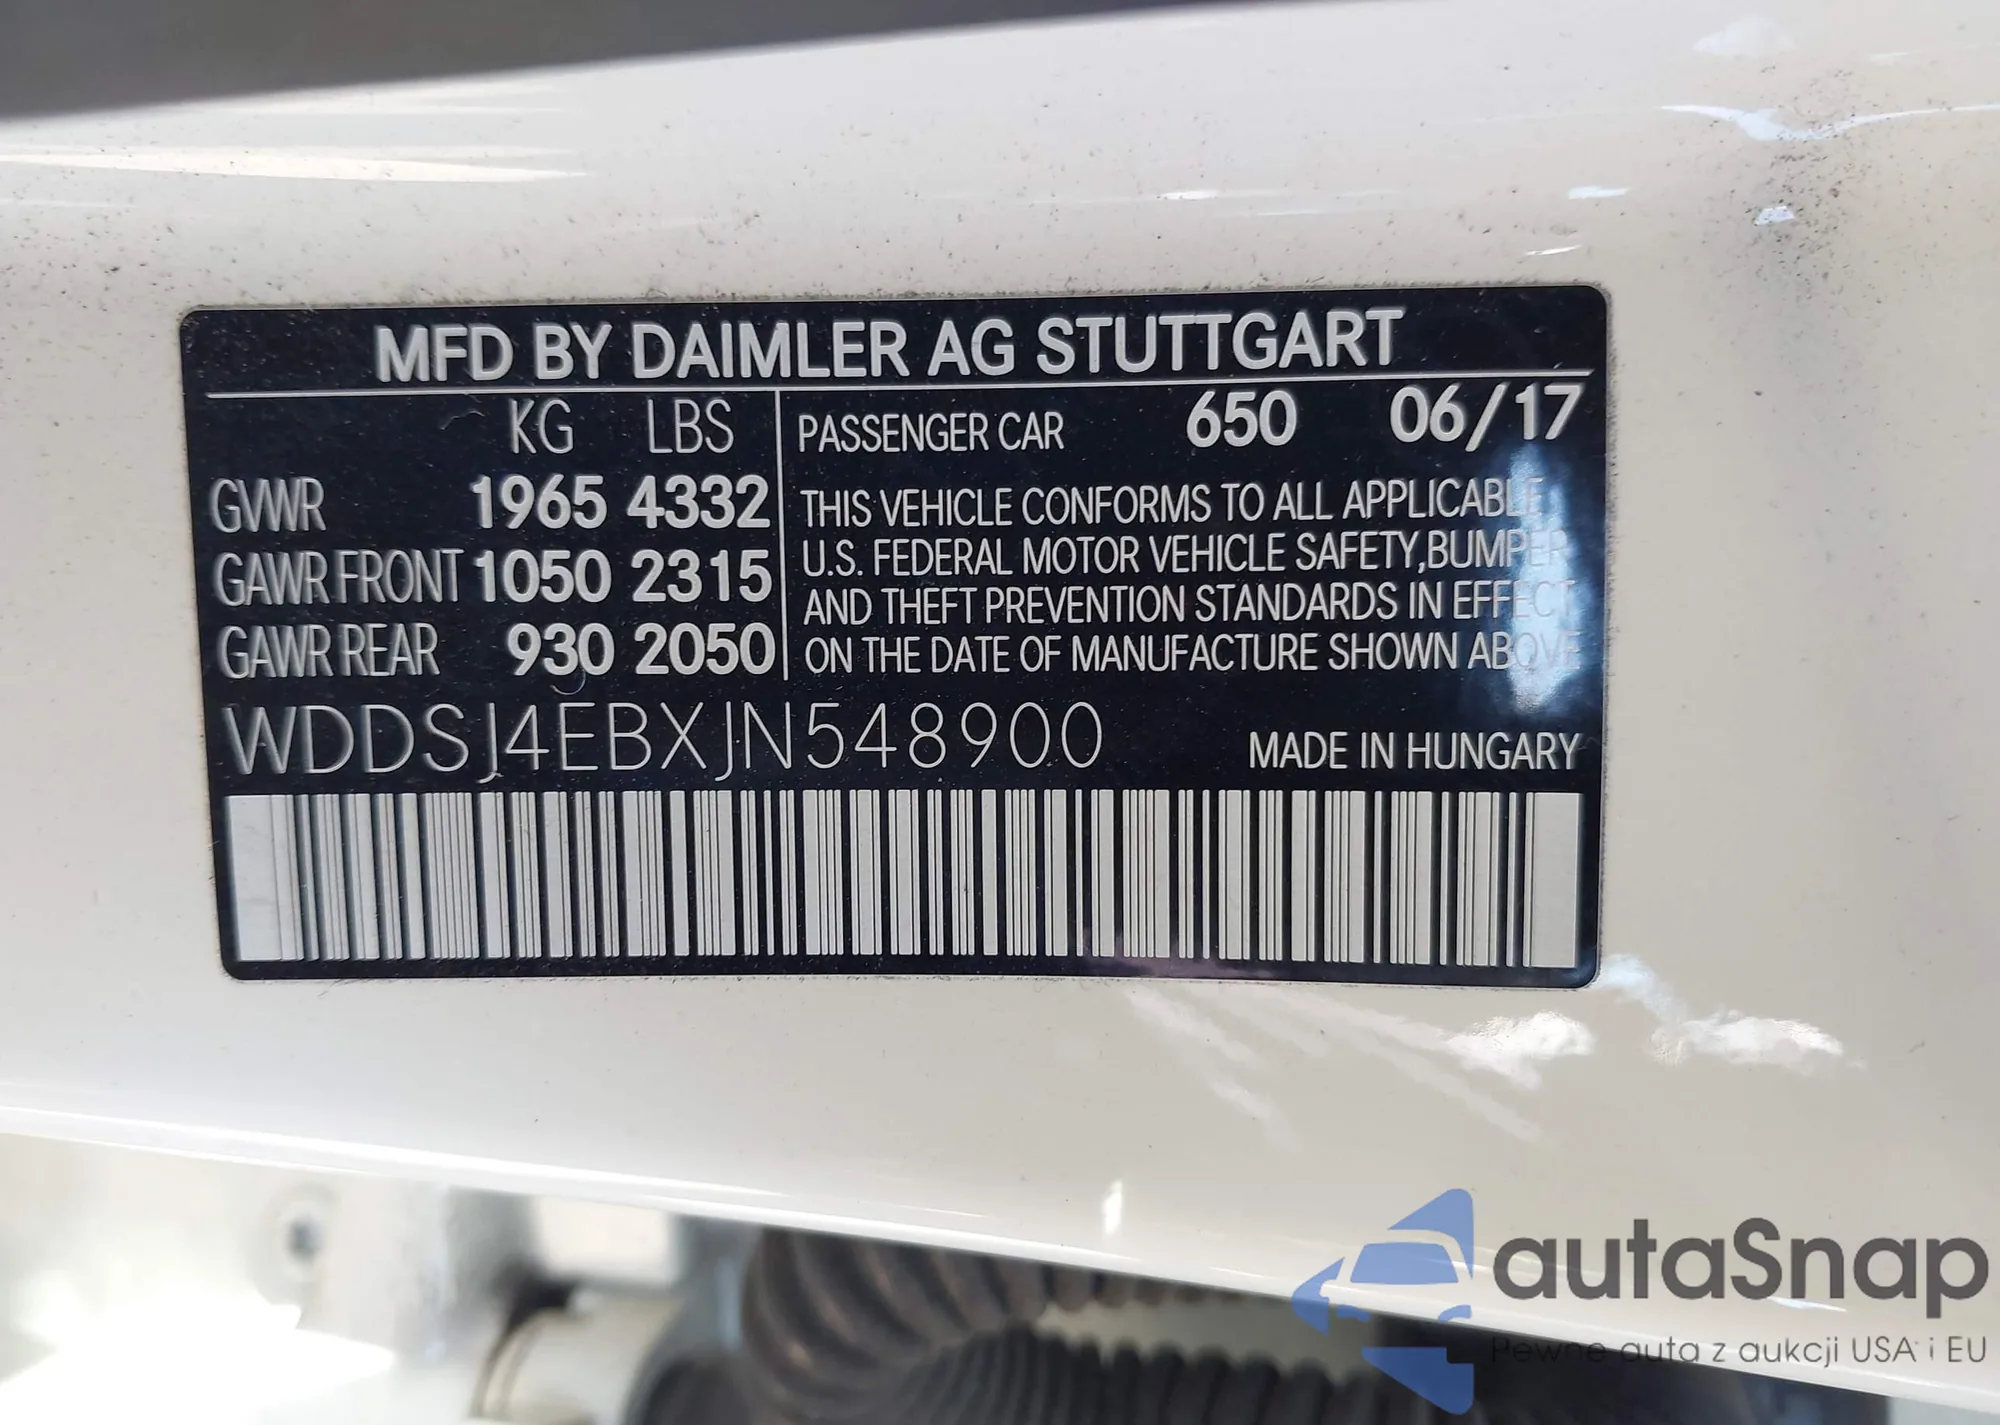 MFD BY DAIMLER AG STUTTGART
KG LBS
GVWR 1965 4332
GAWR FRONT 1050 2315
GAWR REAR 930 2050
PASSENGER CAR 650 06/17
THIS VEHICLE CONFORMS TO ALL APPLICABLE
U.S. FEDERAL MOTOR VEHICLE SAFETY,BUMPER
AND THEFT PREVENTION STANDARDS IN EFFECT
ON THE DATE OF MANUFACTURE SHOWN ABOVE
WDDSJ4EBXJN548900
MADE IN HUNGARY
autaSnap
Pewne auta z aukcji USA i EU